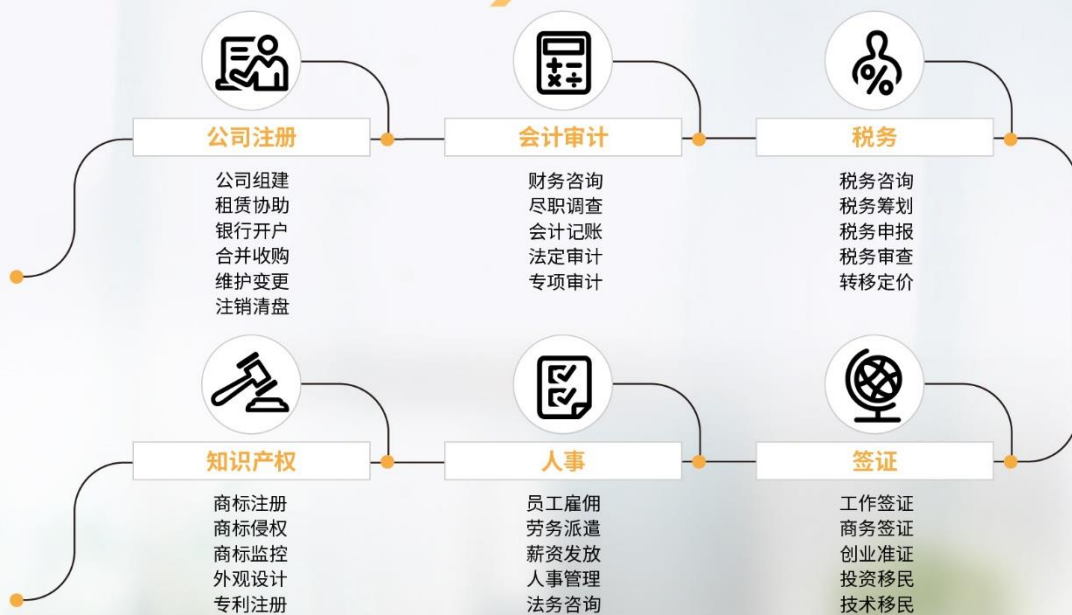 公司注册
公司组建
租赁协助
银行开户
合并收购
维护变更
注销清盘
会计审计
财务咨询
尽职调查
会计记账
法定审计
专项审计
税务
税务咨询
税务筹划
税务申报
税务审查
转移定价
知识产权
商标注册
商标侵权
商标监控
外观设计
专利注册
人事
员工雇佣
劳务派遣
薪资发放
人事管理
法务咨询
签证
工作签证
商务签证
创业准证
投资移民
技术移民